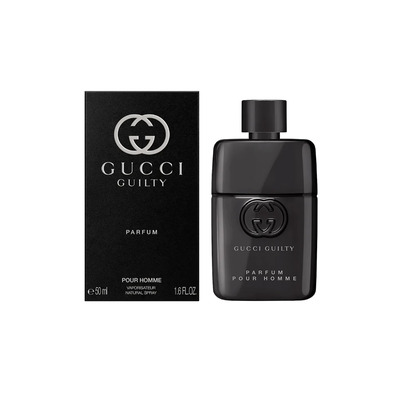 GUCCI
GUILTY
PARFUM
POUR HOMME
VAPORISATEUR
NATURAL SPRAY
℮50 ml
1.6 FL.OZ.
GUCCI GUILTY
PARFUM
POUR HOMME